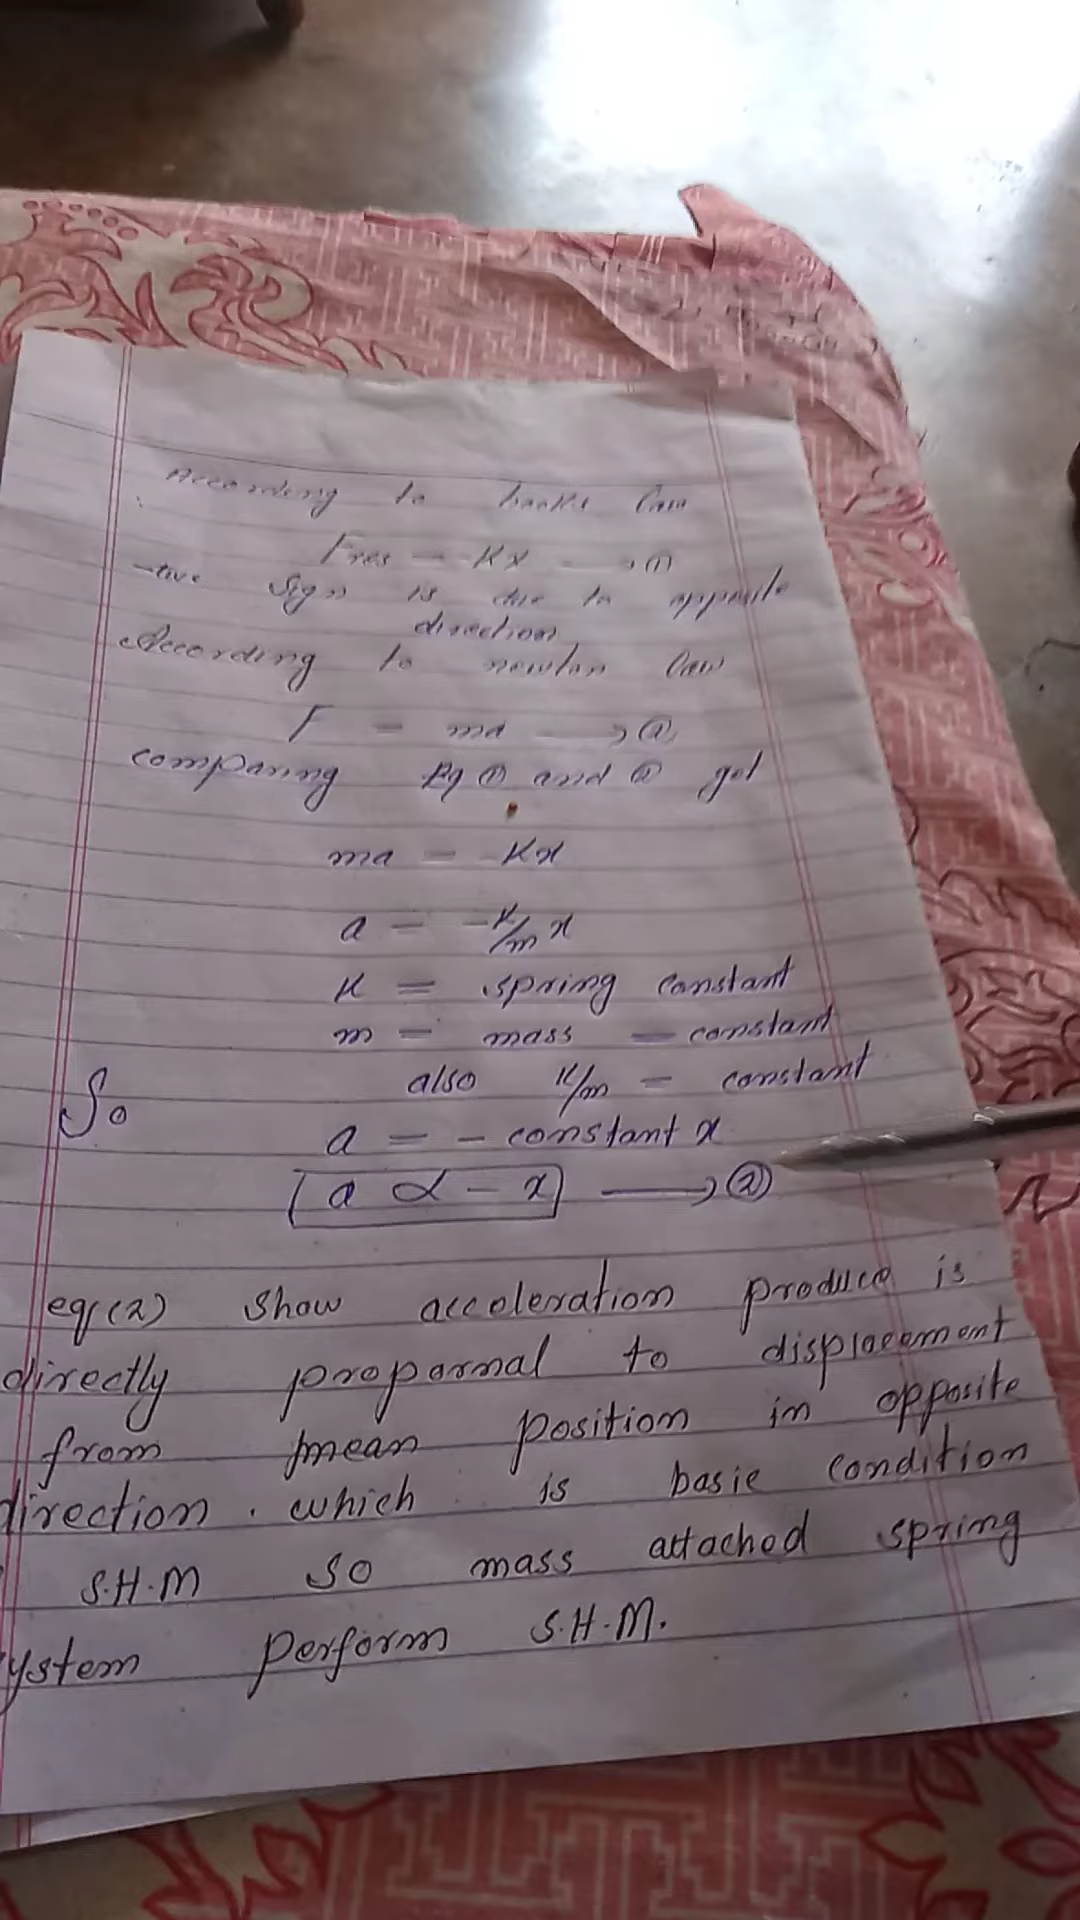 According to hooks law
Fres = -Kx → (1)
-tive sign is due to opposite
direction
According to newton law
F = ma → (2)
comparing Eq (1) and (2) get
ma = -Kx
a = -K/m x
K = spring constant
m = mass = constant
also K/m = constant
So
a = - constant x
a α - x → (2)
eq(2) show acceleration produce is
directly proparnal to displacement
from mean position in opposite
direction. which is basic condition
S.H.M so mass attached spring
ystem perform S.H.M.